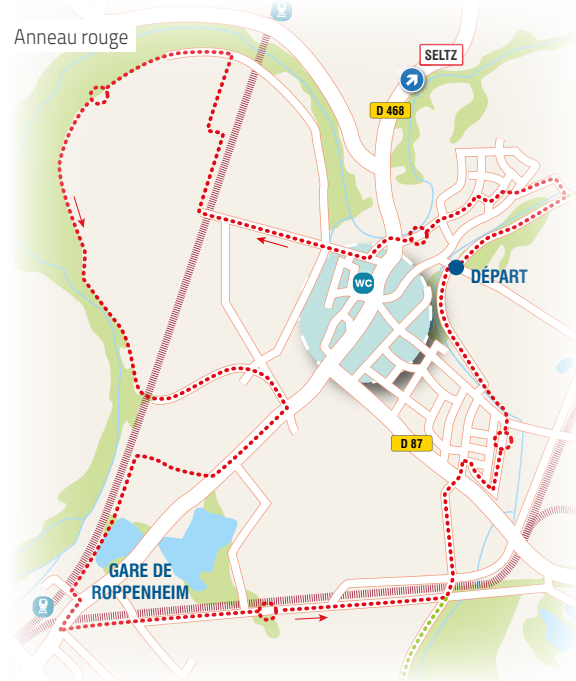 Anneau rouge
SELTZ
D 468
WC
DÉPART
D 87
GARE DE
ROPPENHEIM